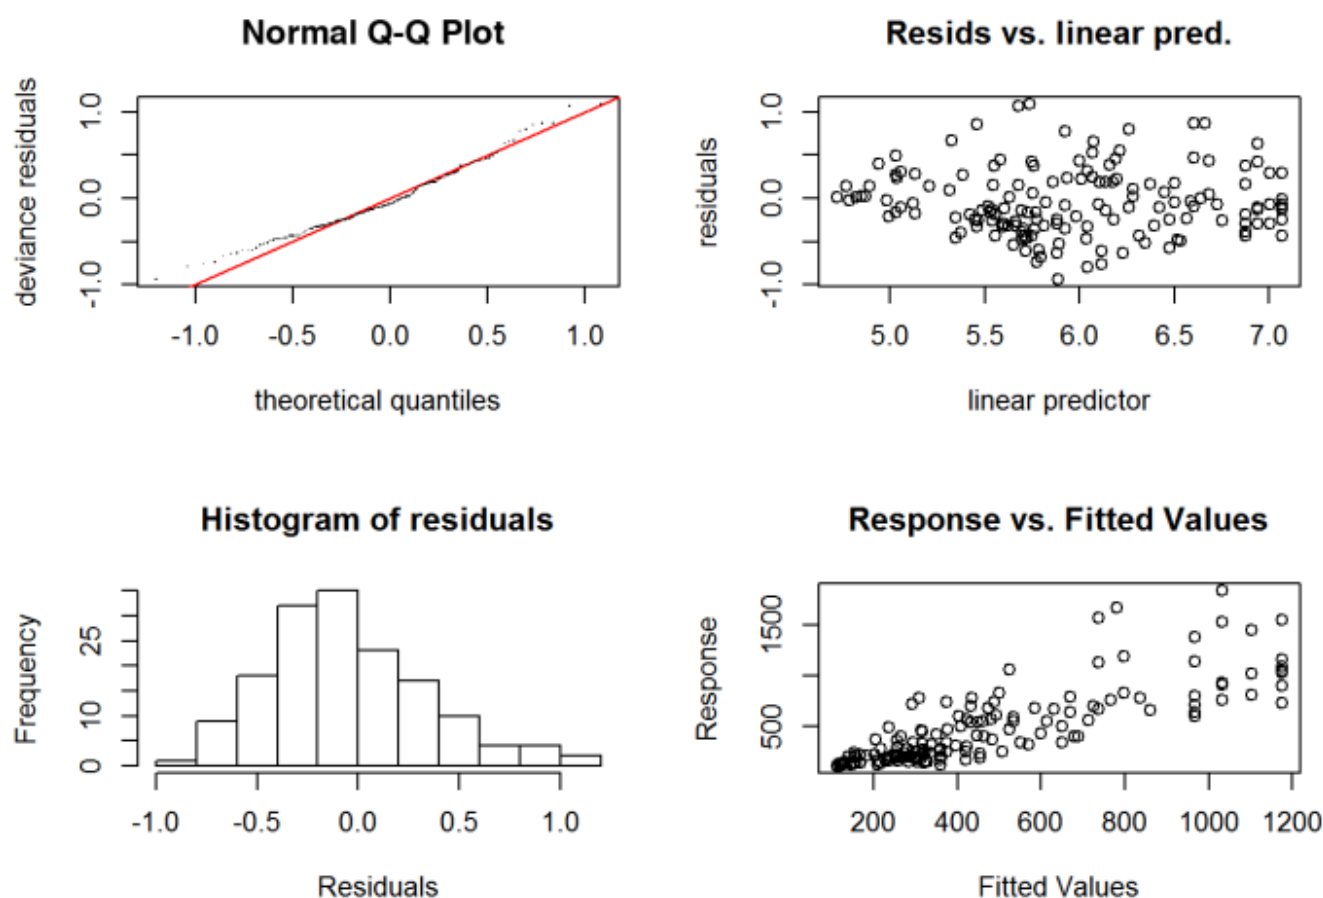 Normal Q-Q Plot
deviance residuals
-1.0 0.0 1.0
-1.0 -0.5 0.0 0.5 1.0
theoretical quantiles
Resids vs. linear pred.
residuals
-1.0 0.0 1.0
5.0 5.5 6.0 6.5 7.0
linear predictor
Histogram of residuals
Frequency
0 10 25
-1.0 -0.5 0.0 0.5 1.0
Residuals
Response vs. Fitted Values
Response
500 1500
200 400 600 800 1000 1200
Fitted Values